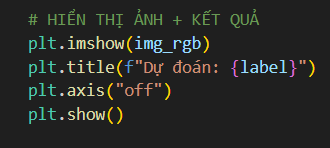 # HIỂN THỊ ẢNH + KẾT QUẢ
plt.imshow(img_rgb)
plt.title(f"Dự đoán: {label}")
plt.axis("off")
plt.show()